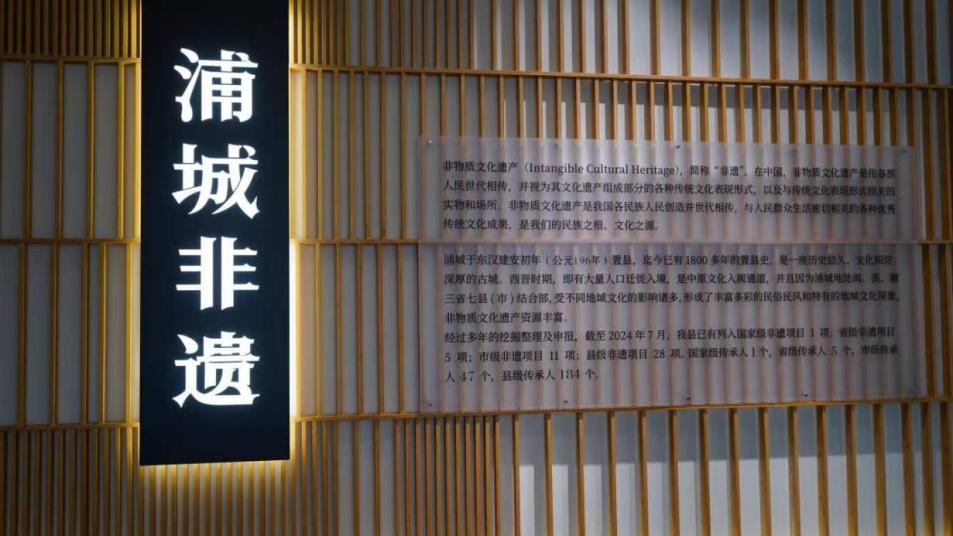 浦城非遗
非物质文化遗产（Intangible Cultural Heritage），简称“非遗”。在中国，非物质文化遗产是指各族
人民世代相传，并视为其文化遗产组成部分的各种传统文化表现形式，以及与传统文化表现形式相关的
实物和场所。非物质文化遗产是我国各民族人民创造并世代相传，与人民群众生活密切相关的各种优秀
传统文化成果，是我们的民族之根、文化之源。
浦城于东汉建安初年（公元196年）置县，迄今已有1800多年的置县史，是一座历史悠久、文化积淀
深厚的古城。西晋时期，即有大量人口迁徙入境，是中原文化入闽通道，并且因为浦城地处闽、浙、赣
三省七县（市）结合部，受不同地域文化的影响诸多，形成了丰富多彩的民俗民风和特有的地域文化现象，
非物质文化遗产资源丰富。
经过多年的挖掘整理及申报，截至2024年7月，我县已有列入国家级非遗项目1项；省级非遗项目
5项；市级非遗项目 11 项；县级非遗项目 28 项。国家级传承人1个，省级传承人 5 个，市级传承
人 47 个，县级传承人 184 个。